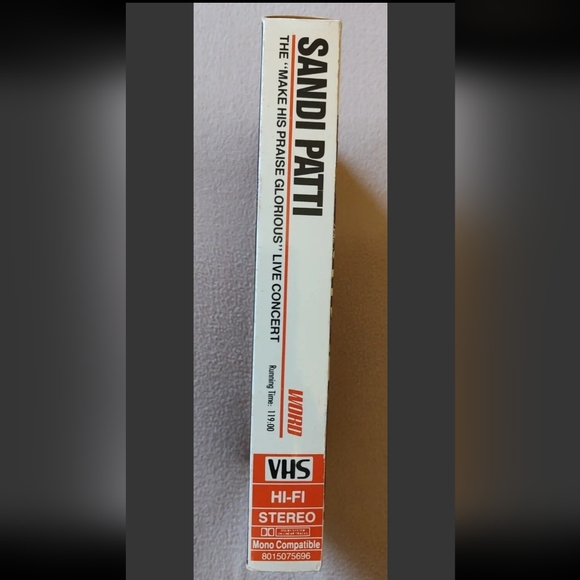 SANDI PATTI
THE "MAKE HIS PRAISE GLORIOUS" LIVE CONCERT
WORD
Running Time: 119:00
VHS
HI-FI
STEREO
Mono Compatible
8015075696